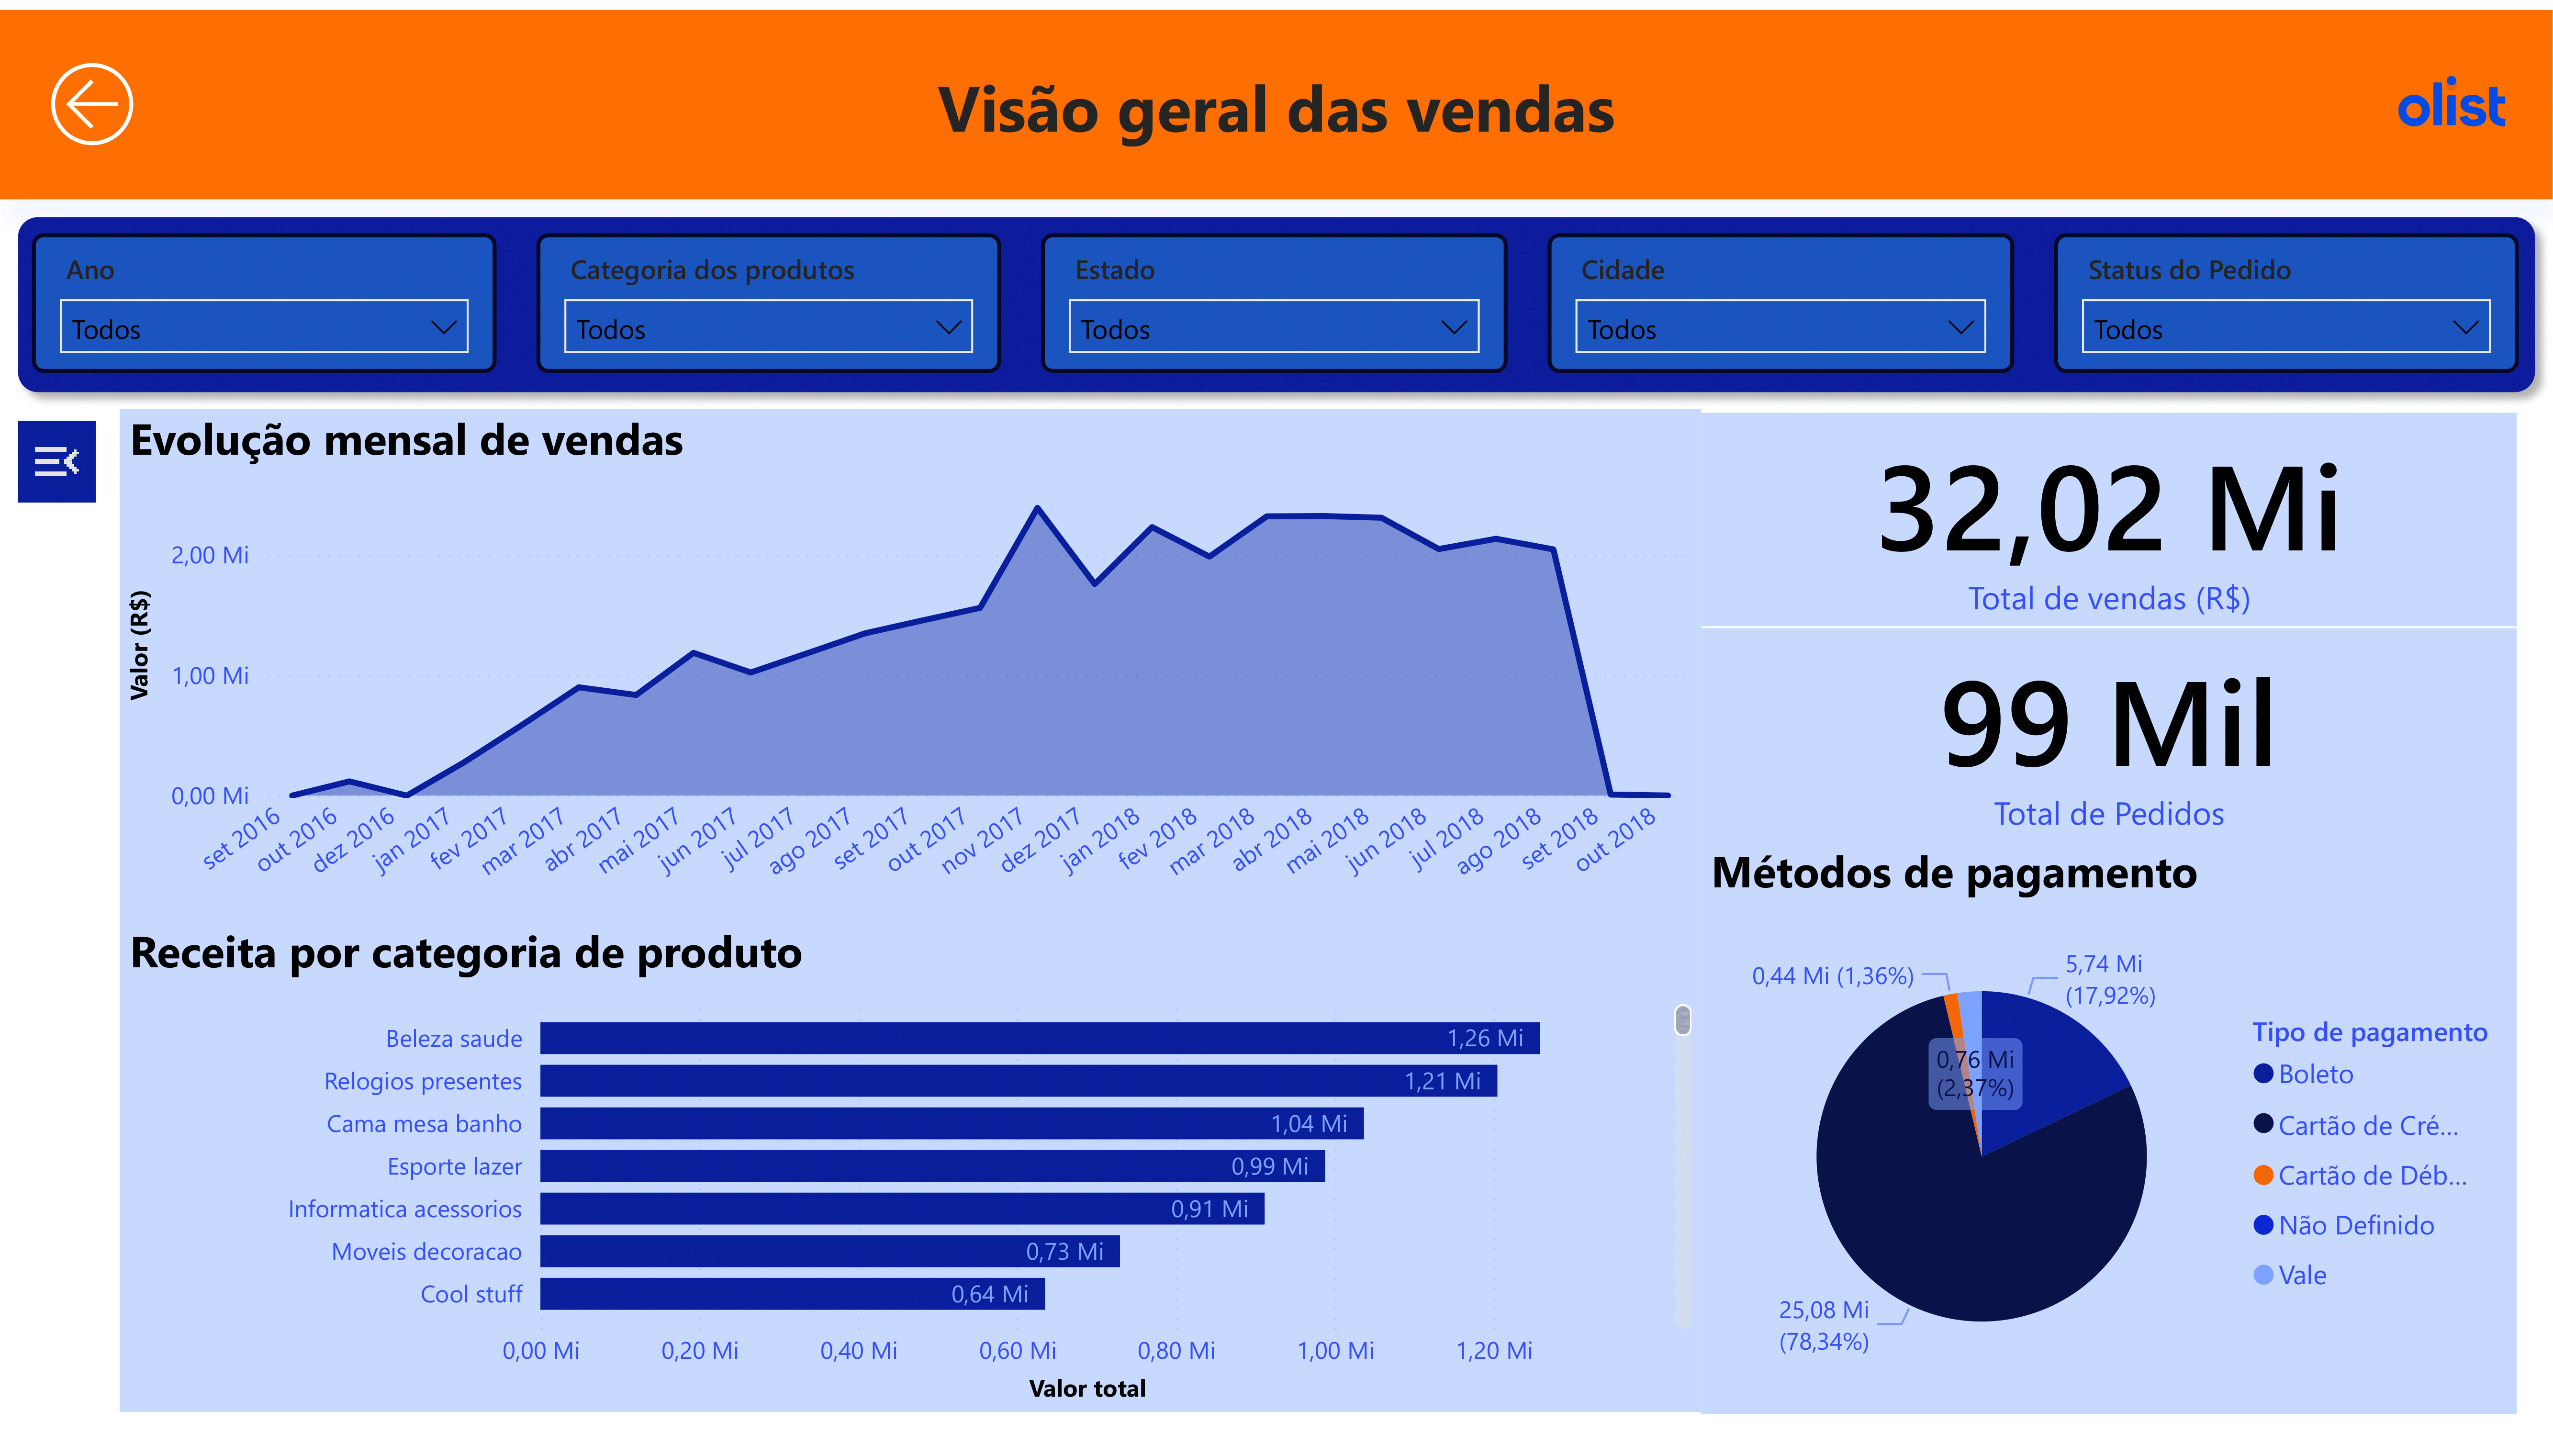 Visão geral das vendas
olist
Ano
Todos
Categoria dos produtos
Todos
Estado
Todos
Cidade
Todos
Status do Pedido
Todos
Evolução mensal de vendas
Valor (R$)
2,00 Mi
1,00 Mi
0,00 Mi
set 2016
out 2016
dez 2016
jan 2017
fev 2017
mar 2017
abr 2017
mai 2017
jun 2017
jul 2017
ago 2017
set 2017
out 2017
nov 2017
dez 2017
jan 2018
fev 2018
mar 2018
abr 2018
mai 2018
jun 2018
jul 2018
ago 2018
set 2018
out 2018
32,02 Mi
Total de vendas (R$)
99 Mil
Total de Pedidos
Receita por categoria de produto
Beleza saude
1,26 Mi
Relogios presentes
1,21 Mi
Cama mesa banho
1,04 Mi
Esporte lazer
0,99 Mi
Informatica acessorios
0,91 Mi
Moveis decoracao
0,73 Mi
Cool stuff
0,64 Mi
0,00 Mi
0,20 Mi
0,40 Mi
0,60 Mi
0,80 Mi
1,00 Mi
1,20 Mi
Valor total
Métodos de pagamento
0,44 Mi (1,36%)
5,74 Mi
(17,92%)
0,76 Mi
(2,37%)
25,08 Mi
(78,34%)
Tipo de pagamento
Boleto
Cartão de Cré...
Cartão de Déb...
Não Definido
Vale